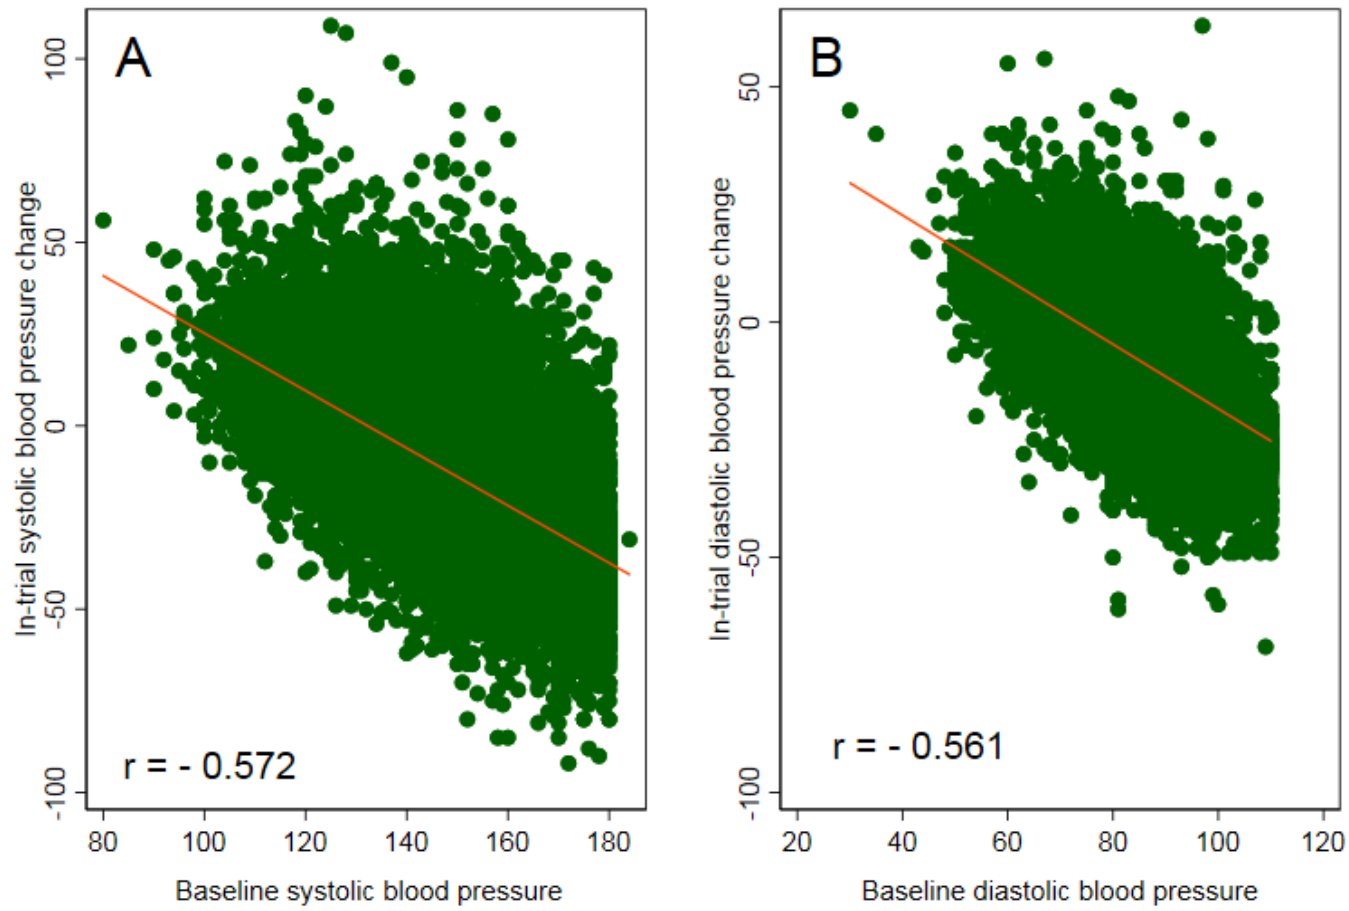 A
In-trial systolic blood pressure change
100
50
0
-50
-100
r = - 0.572
80 100 120 140 160 180
Baseline systolic blood pressure
B
In-trial diastolic blood pressure change
50
0
-50
-100
r = - 0.561
20 40 60 80 100 120
Baseline diastolic blood pressure